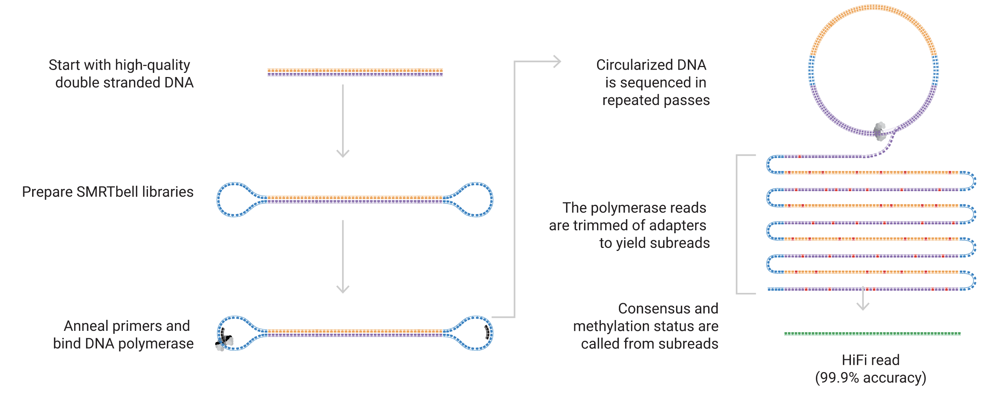 Start with high-quality
double stranded DNA
Prepare SMRTbell libraries
Anneal primers and
bind DNA polymerase
Circularized DNA
is sequenced in
repeated passes
The polymerase reads
are trimmed of adapters
to yield subreads
Consensus and
methylation status are
called from subreads
HiFi read
(99.9% accuracy)